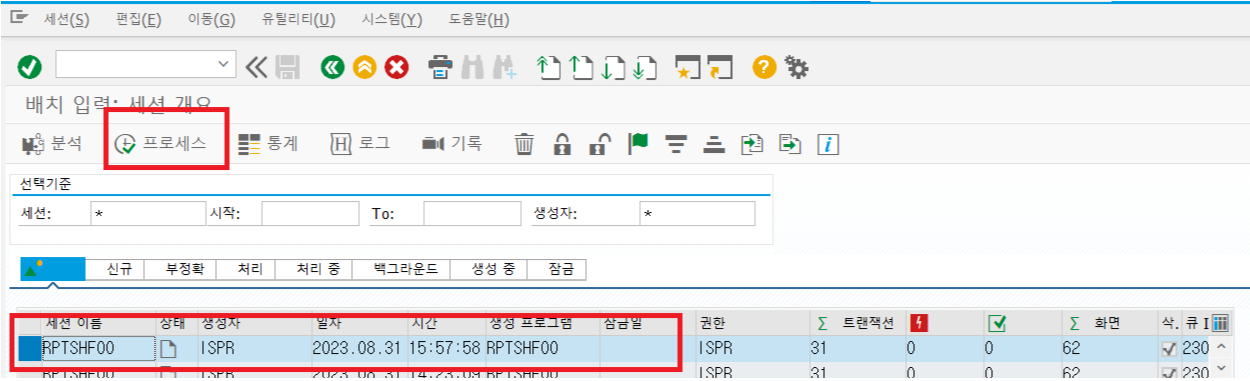 세션(S) 편집(E) 이동(G) 유틸리티(U) 시스템(Y) 도움말(H)
배치 입력: 세션 개요
분석 프로세스 통계 로그 기록
선택기준
세션: * 시작: To: 생성자: *
신규 부정확 처리 처리 중 백그라운드 생성 중 잠금
세션 이름 상태 생성자 일자 시간 생성 프로그램 잠금일 권한 Σ 트랜잭션 Σ 화면 삭. 큐 I
RPTSHF00 ISPR 2023.08.31 15:57:58 RPTSHF00 ISPR 31 0 0 62 230
RPTSHF00 ISPR 2023.08.31 14:23:09 RPTSHF00 ISPR 31 0 0 62 230